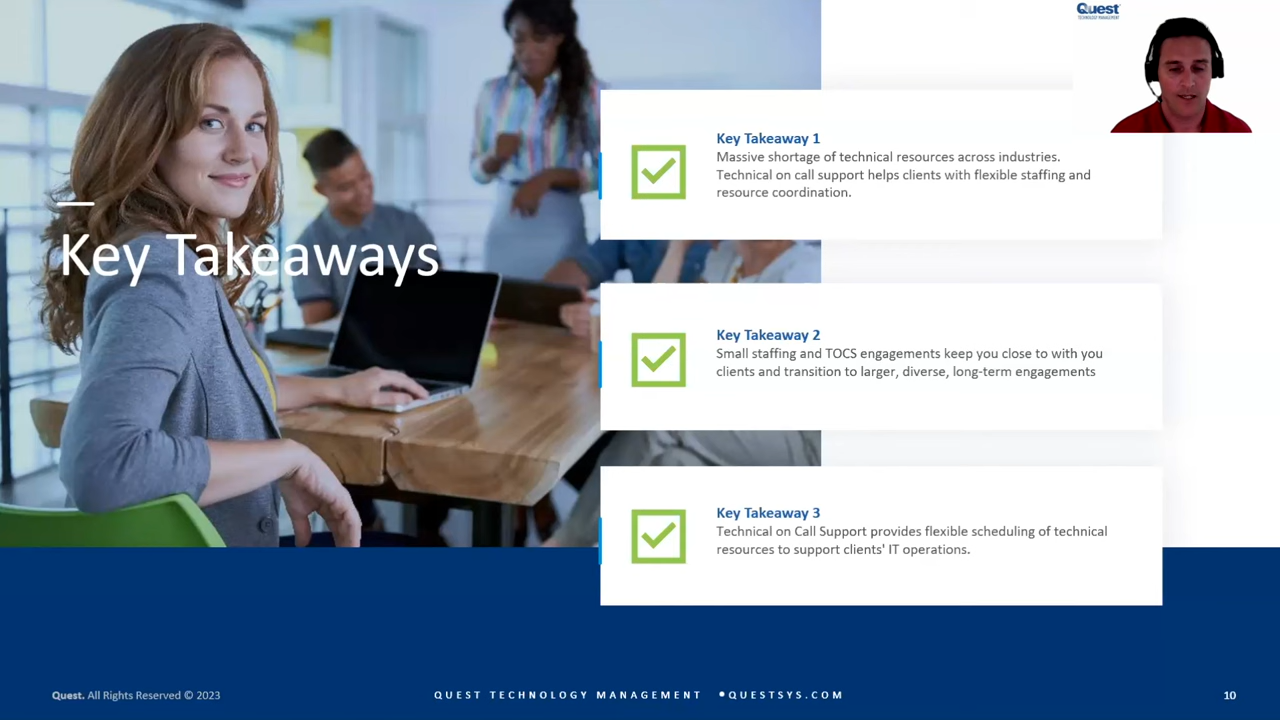 Quest
TECHNOLOGY MANAGEMENT
Key Takeaways
Key Takeaway 1
Massive shortage of technical resources across industries.
Technical on call support helps clients with flexible staffing and
resource coordination.
Key Takeaway 2
Small staffing and TOCS engagements keep you close to with you
clients and transition to larger, diverse, long-term engagements
Key Takeaway 3
Technical on Call Support provides flexible scheduling of technical
resources to support clients' IT operations.
Quest. All Rights Reserved © 2023
QUEST TECHNOLOGY MANAGEMENT •QUESTSYS.COM
10